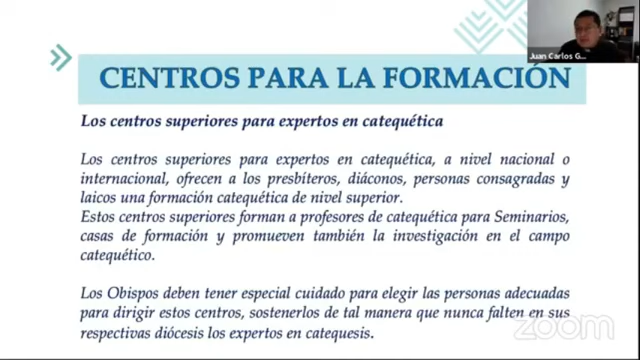 Juan Carlos G...
CENTROS PARA LA FORMACIÓN
Los centros superiores para expertos en catequética
Los centros superiores para expertos en catequética, a nivel nacional o
internacional, ofrecen a los presbíteros, diáconos, personas consagradas y
laicos una formación catequética de nivel superior.
Estos centros superiores forman a profesores de catequética para Seminarios,
casas de formación y promueven también la investigación en el campo
catequético.
Los Obispos deben tener especial cuidado para elegir las personas adecuadas
para dirigir estos centros, sostenerlos de tal manera que nunca falten en sus
respectivas diócesis los expertos en catequesis.
zoom